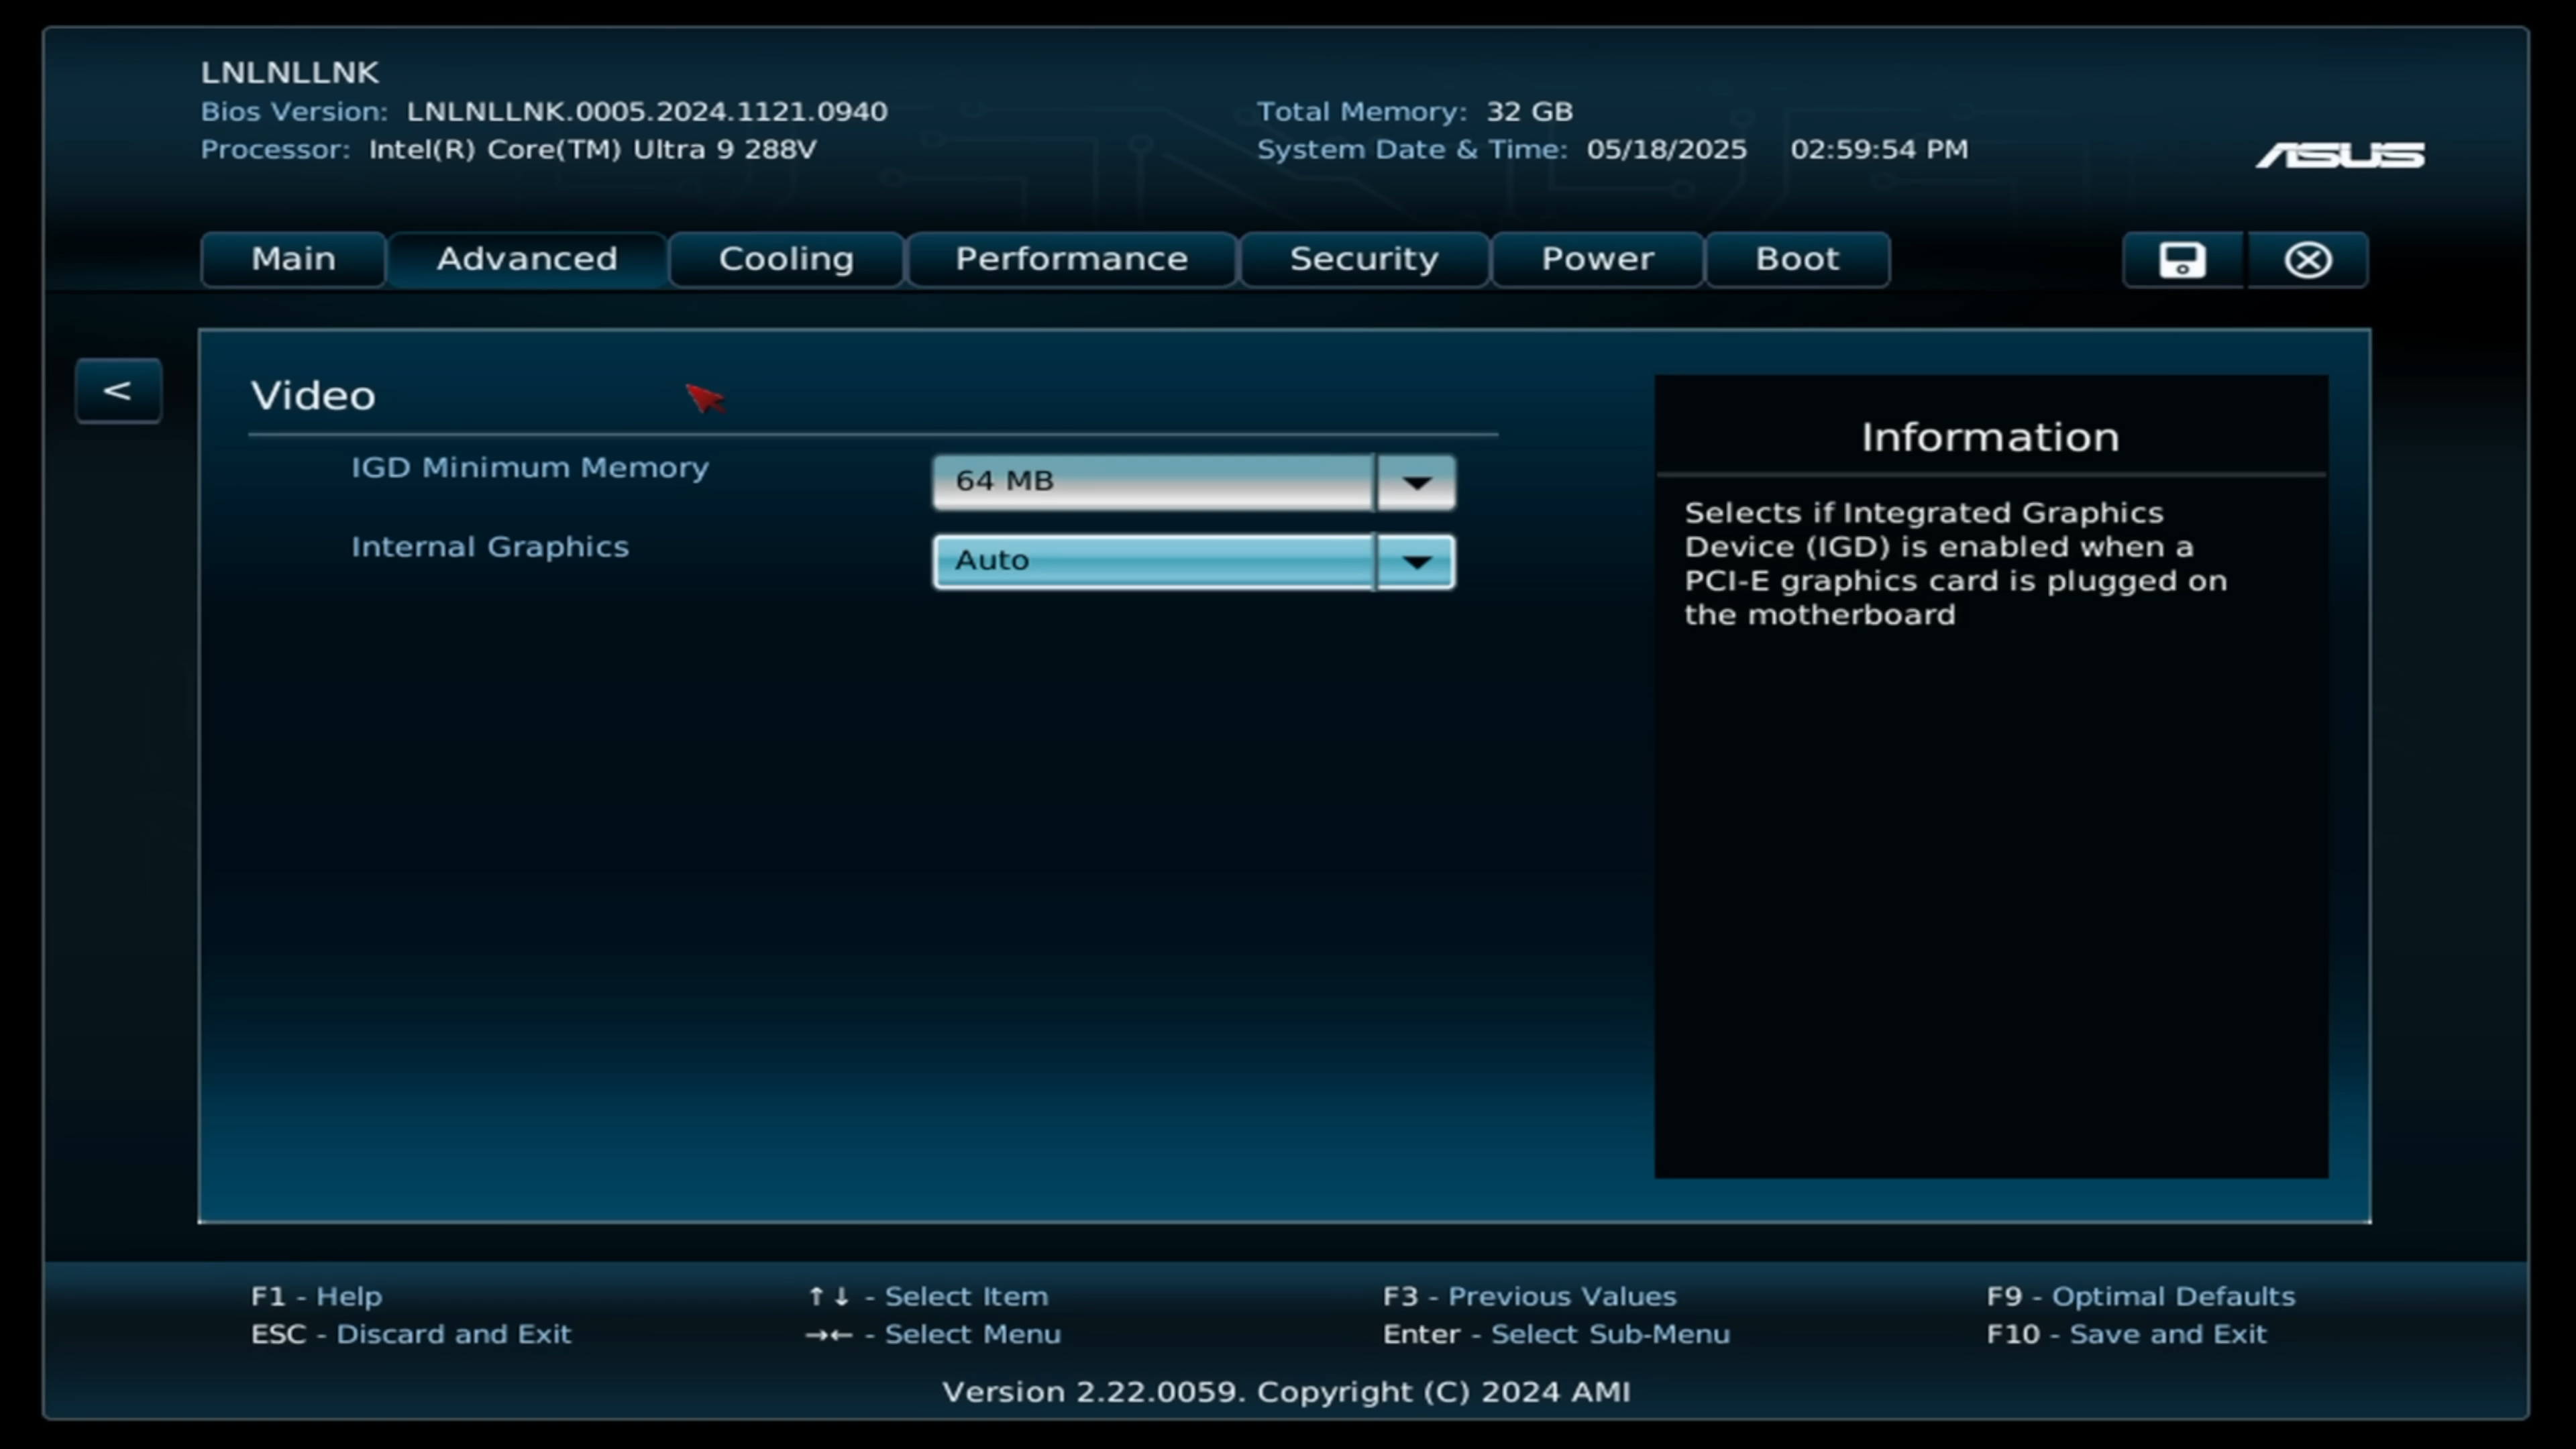 LNLNLLNK
Bios Version: LNLNLLNK.0005.2024.1121.0940
Total Memory: 32 GB
Processor: Intel(R) Core(TM) Ultra 9 288V
System Date & Time: 05/18/2025 02:59:54 PM
ASUS
Main Advanced Cooling Performance Security Power Boot
<
Video
IGD Minimum Memory 64 MB
Internal Graphics Auto
Information
Selects if Integrated Graphics
Device (IGD) is enabled when a
PCI-E graphics card is plugged on
the motherboard
F1 - Help ↑↓ - Select Item F3 - Previous Values F9 - Optimal Defaults
ESC - Discard and Exit →← - Select Menu Enter - Select Sub-Menu F10 - Save and Exit
Version 2.22.0059. Copyright (C) 2024 AMI